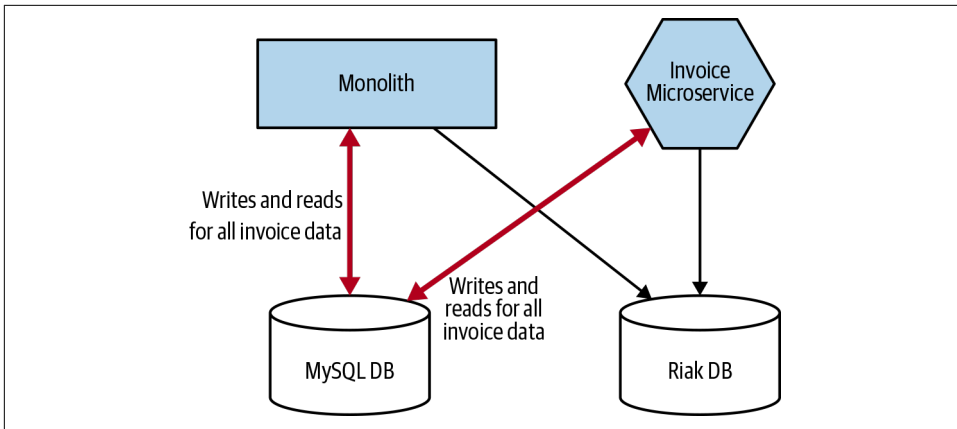 Monolith
Invoice
Microservice
Writes and reads
for all invoice data
Writes and
reads for all
invoice data
MySQL DB
Riak DB